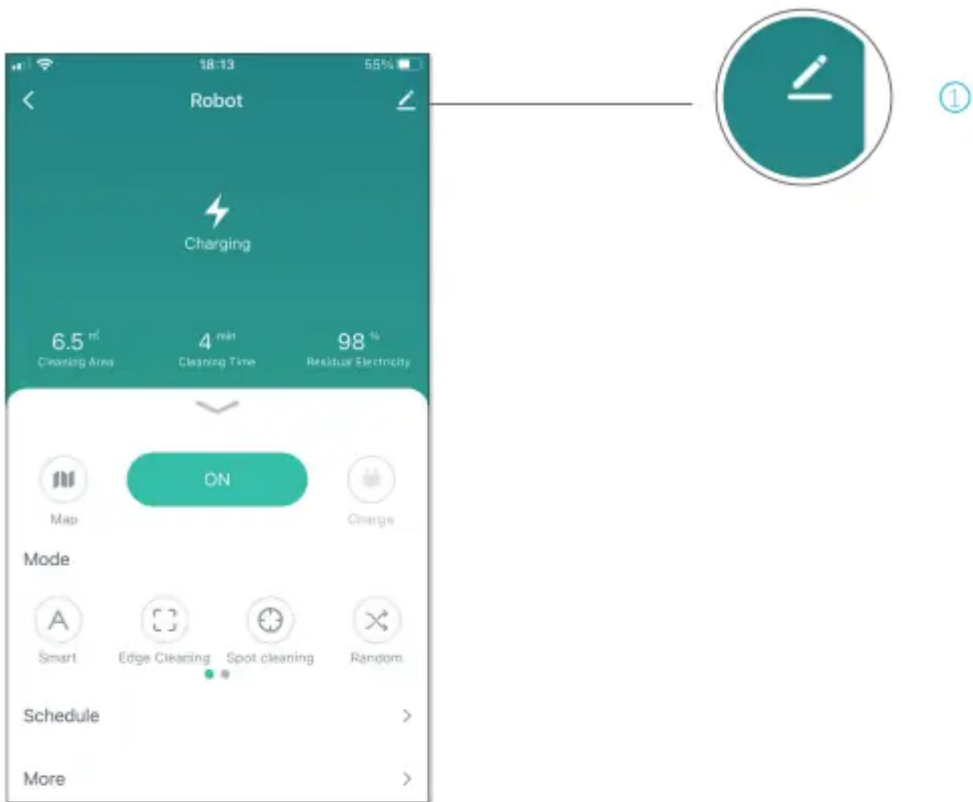 18:13 55%
Robot
①
Charging
6.5 ㎡ 4 min 98 %
Cleaning Area Cleaning Time Residual Electricity
ON
Map Charge
Mode
Smart Edge Cleaning Spot cleaning Random
Schedule
More